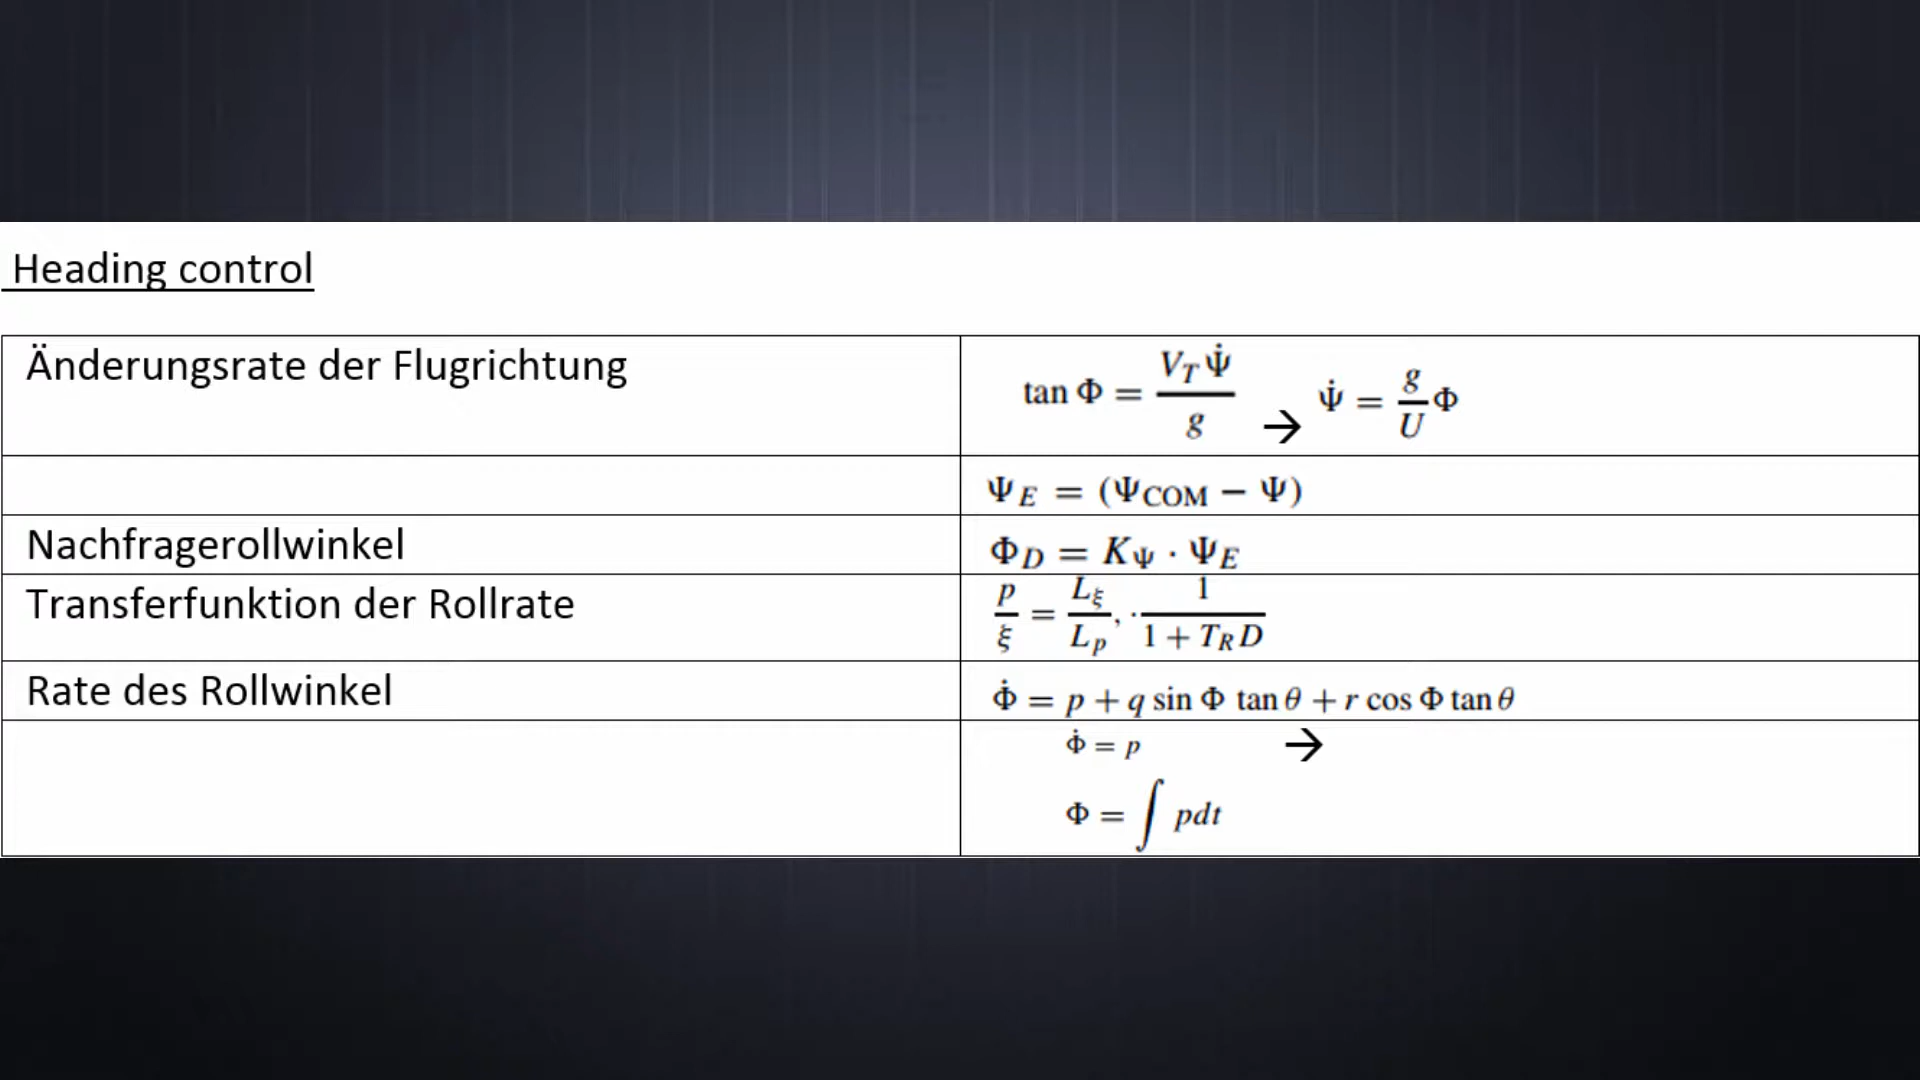 Heading control
Änderungsrate der Flugrichtung
tan Φ = V_T Ψ̇ / g → Ψ̇ = g/U Φ
Ψ_E = (Ψ_COM − Ψ)
Nachfragerollwinkel
Φ_D = K_Ψ · Ψ_E
Transferfunktion der Rollrate
p/ξ = L_ξ/L_p, · 1/(1 + T_R D)
Rate des Rollwinkel
Φ̇ = p + q sin Φ tan θ + r cos Φ tan θ
Φ̇ = p →
Φ = ∫ pdt